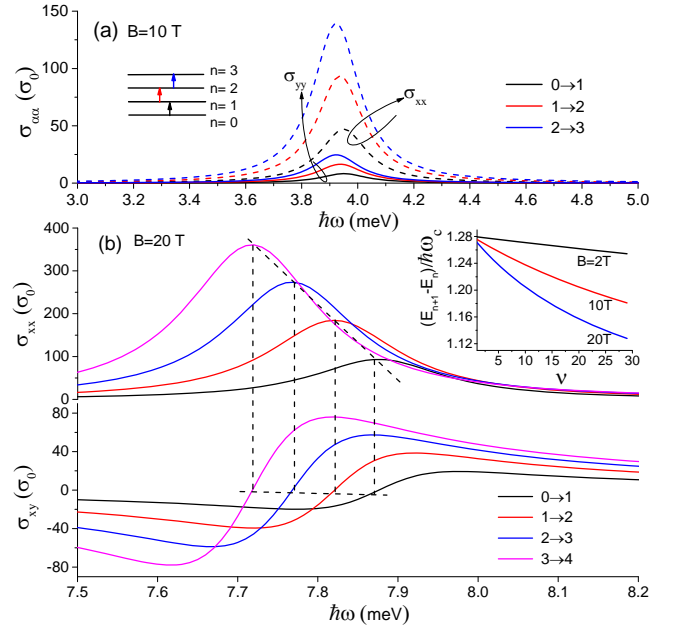 (a) B=10 T
150
125
100
75
50
25
0
σαα (σ0)
n= 3
n= 2
n= 1
n= 0
σyy
σxx
0→1
1→2
2→3
3.0 3.2 3.4 3.6 3.8 4.0 4.2 4.4 4.6 4.8 5.0
ħω (meV)
(b) B=20 T
400
300
200
100
0
σxx (σ0)
1.28
1.24
1.20
1.16
1.12
(En+1-En)/ħωc
B=2T
10T
20T
5 10 15 20 25 30
ν
80
40
0
-40
-80
σxy (σ0)
0→1
1→2
2→3
3→4
7.5 7.6 7.7 7.8 7.9 8.0 8.1 8.2
ħω (meV)